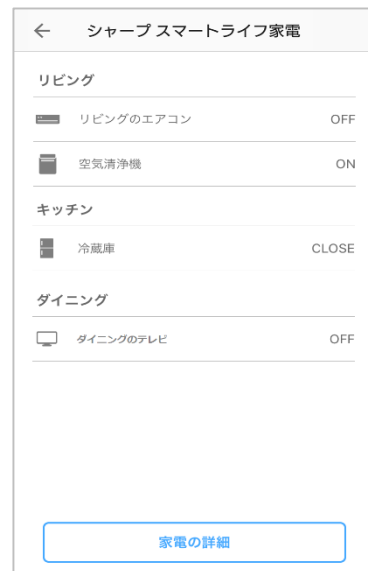 シャープ スマートライフ家電
リビング
リビングのエアコン OFF
空気清浄機 ON
キッチン
冷蔵庫 CLOSE
ダイニング
ダイニングのテレビ OFF
家電の詳細